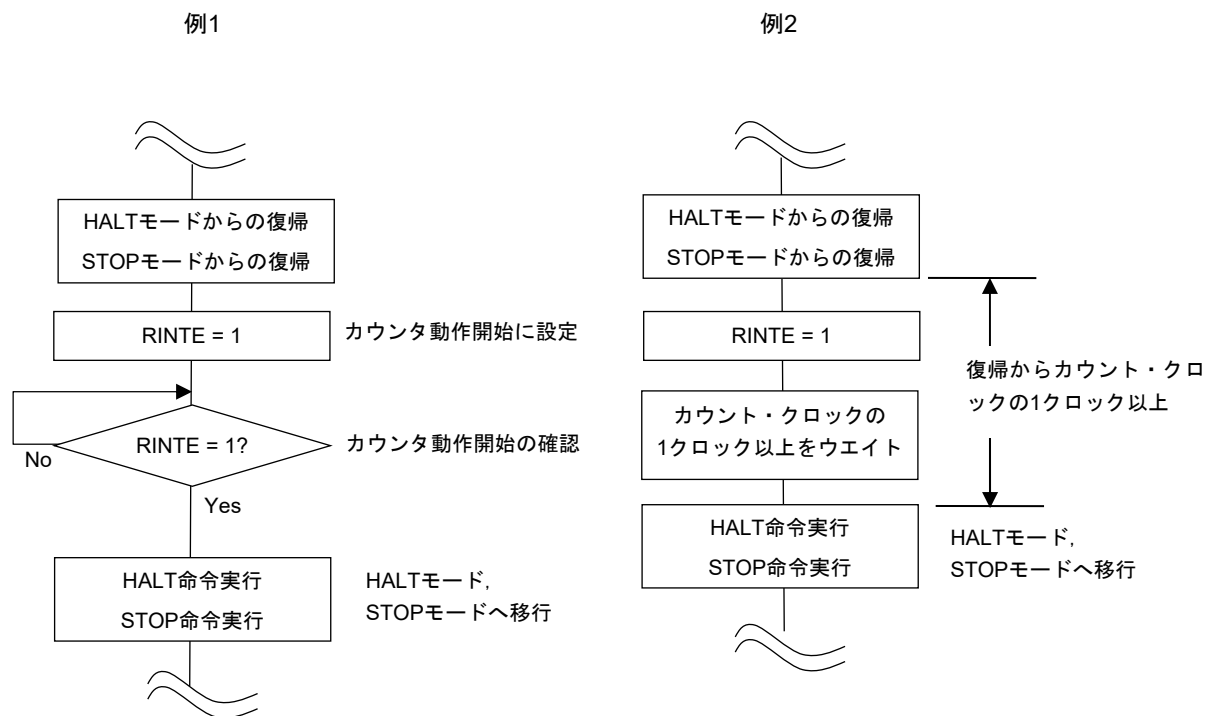 例1
HALTモードからの復帰
STOPモードからの復帰
RINTE = 1
カウンタ動作開始に設定
RINTE = 1?
カウンタ動作開始の確認
No
Yes
HALT命令実行
STOP命令実行
HALTモード,
STOPモードへ移行
例2
HALTモードからの復帰
STOPモードからの復帰
RINTE = 1
カウント・クロックの
1クロック以上をウエイト
復帰からカウント・クロ
ックの1クロック以上
HALT命令実行
STOP命令実行
HALTモード,
STOPモードへ移行